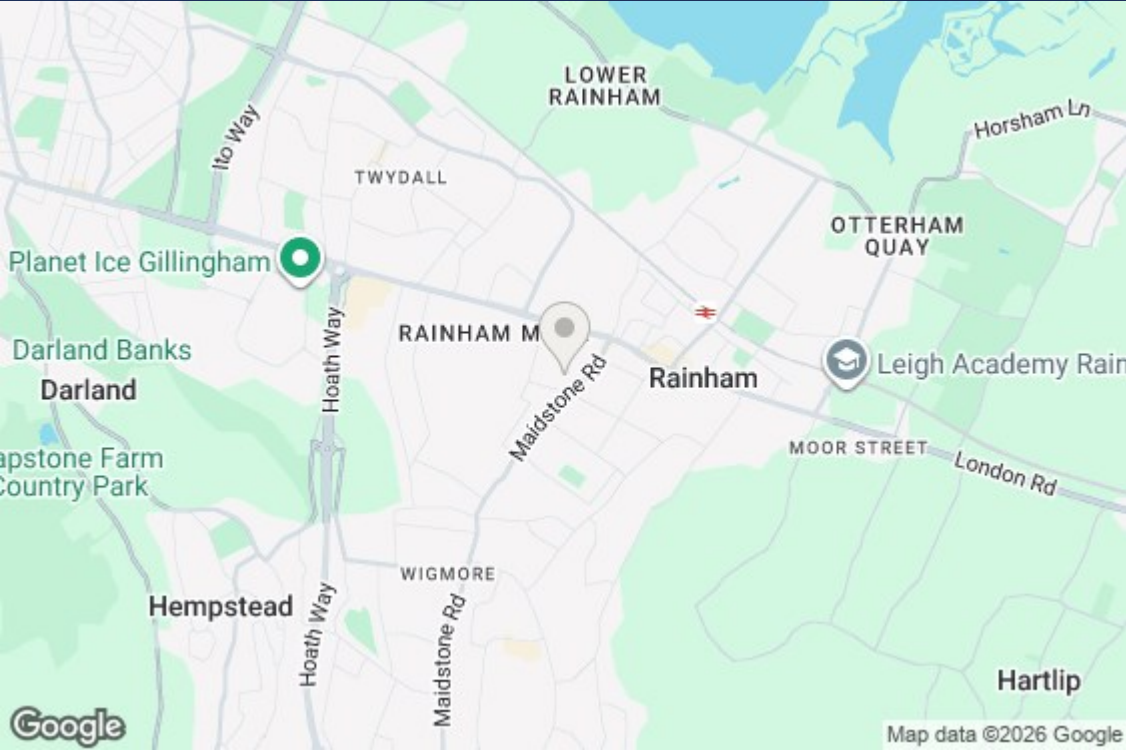 LOWER
RAINHAM
Horsham Ln
Ito Way
TWYDALL
OTTERHAM
QUAY
Planet Ice Gillingham
RAINHAM M
Hoath Way
Darland Banks
Darland
Maidstone Rd
Rainham
Leigh Academy Rain
MOOR STREET
London Rd
apstone Farm
Country Park
WIGMORE
Hempstead
Hoath Way
Maidstone Rd
Hartlip
Google
Map data ©2026 Google